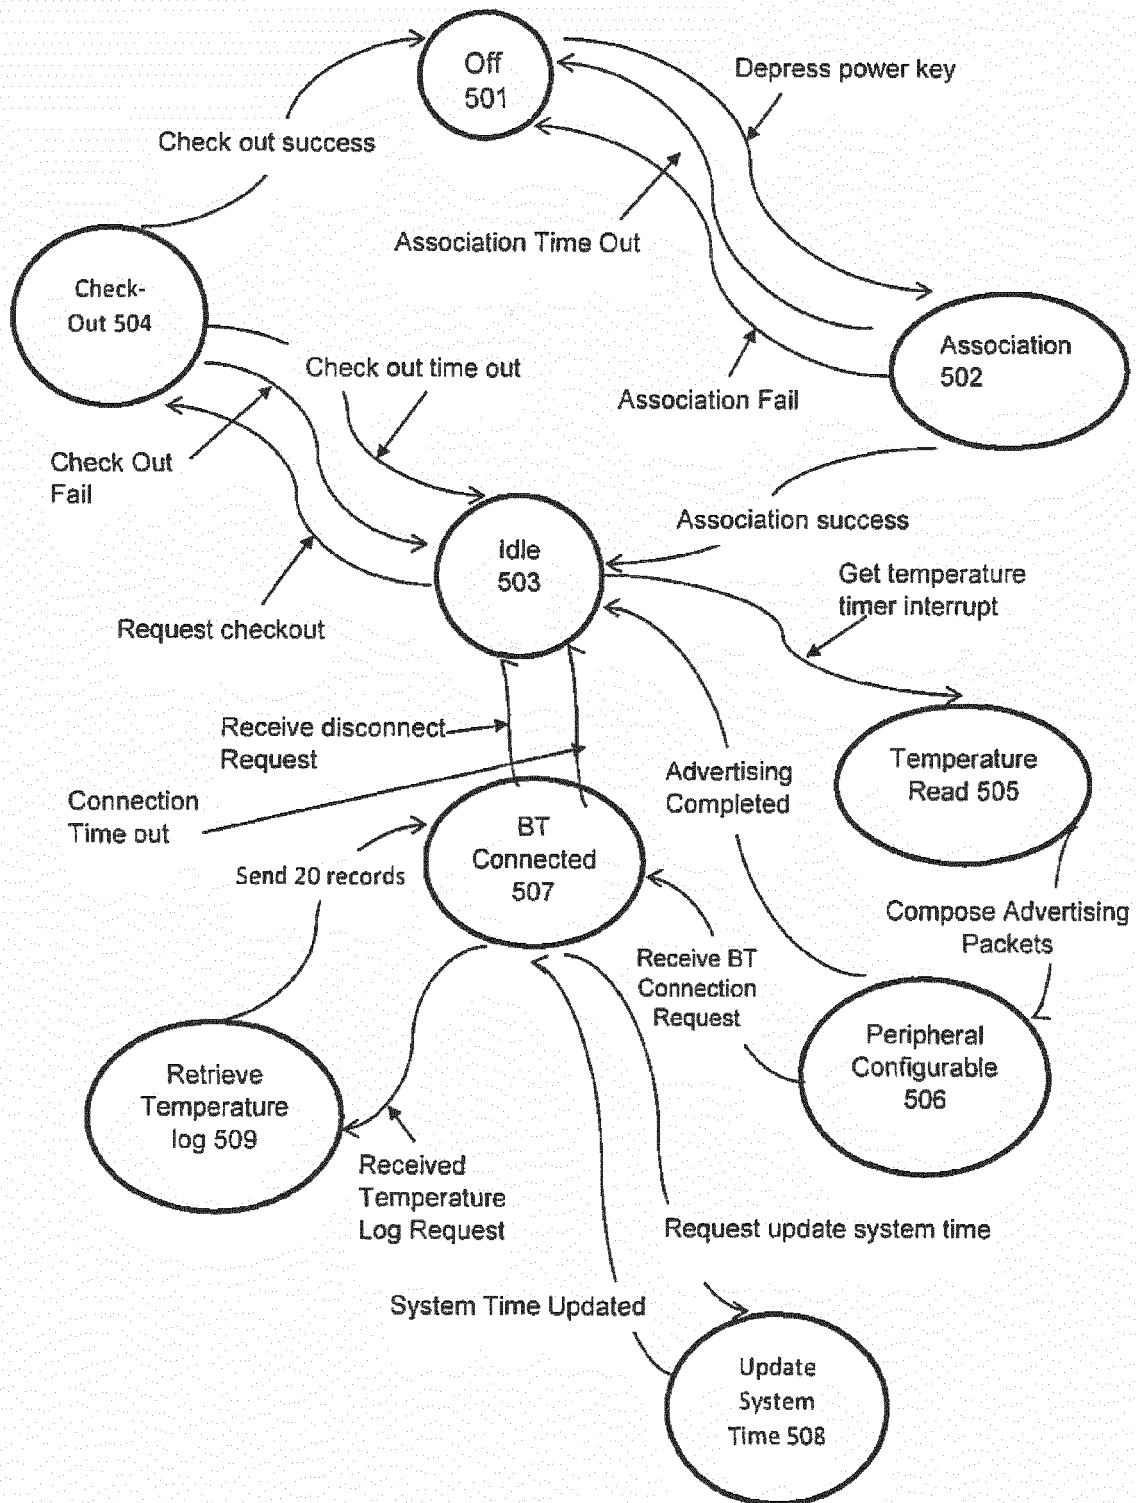 Off
501
Depress power key
Check out success
Association Time Out
Check-
Out 504
Association
502
Check out time out
Association Fail
Check Out
Fail
Association success
Idle
503
Get temperature
timer interrupt
Request checkout
Receive disconnect
Request
Temperature
Read 505
Advertising
Completed
Connection
Time out
BT
Connected
507
Send 20 records
Compose Advertising
Packets
Receive BT
Connection
Request
Peripheral
Configurable
506
Retrieve
Temperature
log 509
Received
Temperature
Log Request
Request update system time
System Time Updated
Update
System
Time 508